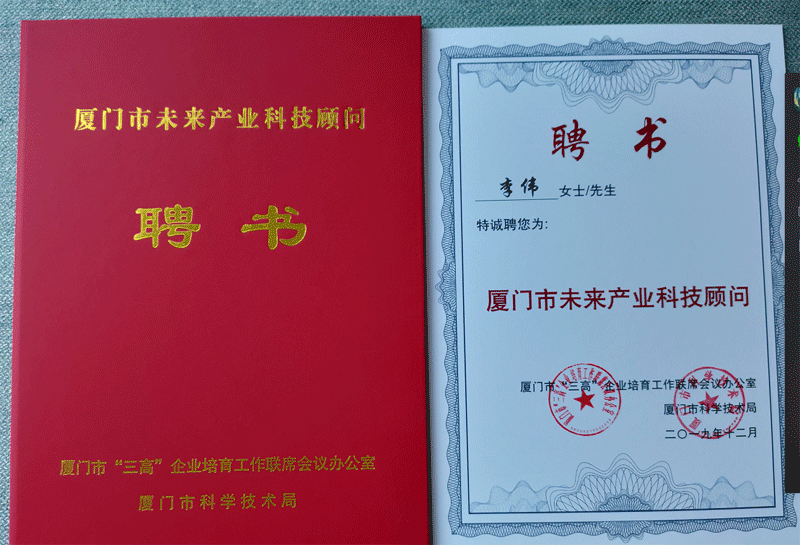 厦门市未来产业科技顾问
聘书
厦门市“三高”企业培育工作联席会议办公室
厦门市科学技术局
聘书
李伟 女士/先生
特诚聘您为:
厦门市未来产业科技顾问
厦门市“三高”企业培育工作联席会议办公室
厦门市科学技术局
二〇一九年十二月